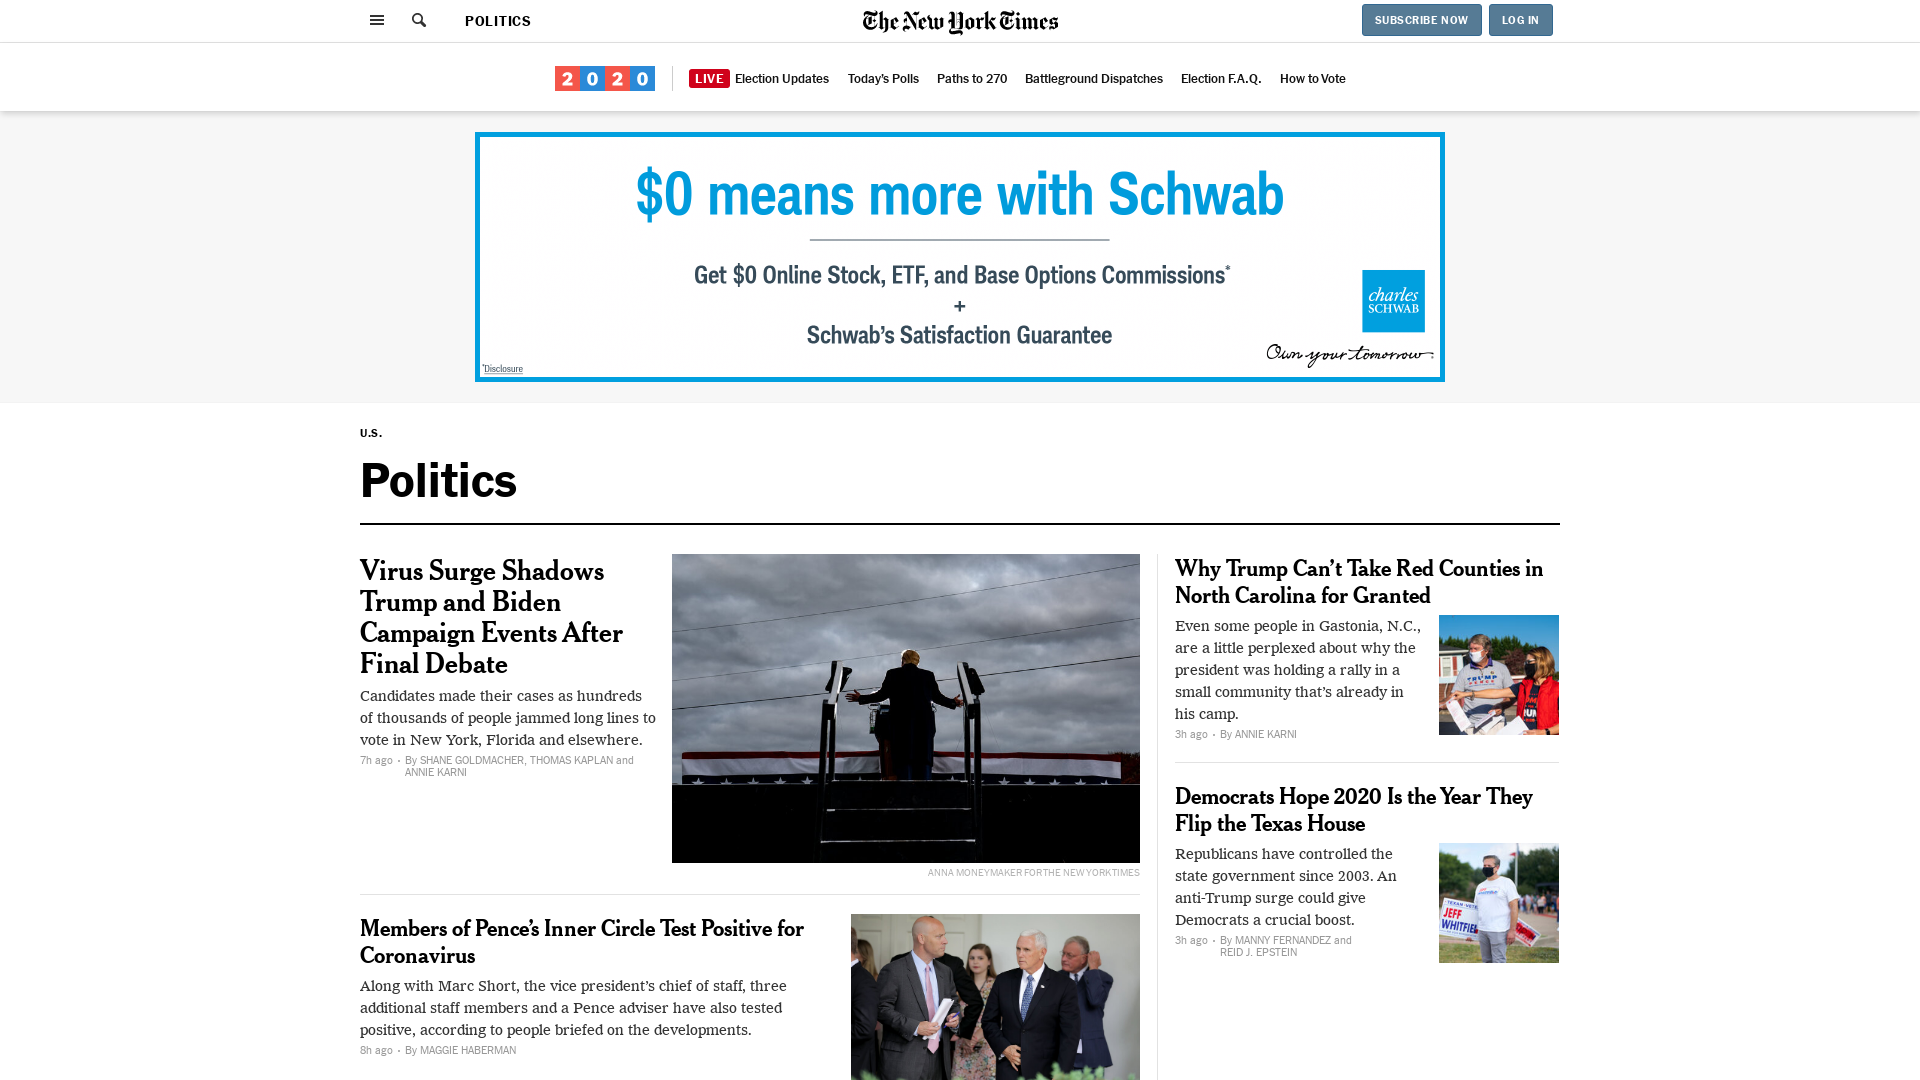 POLITICS
The New York Times
SUBSCRIBE NOW
LOG IN
2020
LIVE Election Updates
Today's Polls
Paths to 270
Battleground Dispatches
Election F.A.Q.
How to Vote
$0 means more with Schwab
Get $0 Online Stock, ETF, and Base Options Commissions*
+
Schwab's Satisfaction Guarantee
charles
SCHWAB
Own your tomorrow
*Disclosure
U.S.
Politics
Virus Surge Shadows
Trump and Biden
Campaign Events After
Final Debate
Candidates made their cases as hundreds
of thousands of people jammed long lines to
vote in New York, Florida and elsewhere.
7h ago • By SHANE GOLDMACHER, THOMAS KAPLAN and
ANNIE KARNI
ANNA MONEYMAKER FOR THE NEW YORK TIMES
Members of Pence's Inner Circle Test Positive for
Coronavirus
Along with Marc Short, the vice president's chief of staff, three
additional staff members and a Pence adviser have also tested
positive, according to people briefed on the developments.
8h ago • By MAGGIE HABERMAN
Why Trump Can't Take Red Counties in
North Carolina for Granted
Even some people in Gastonia, N.C.,
are a little perplexed about why the
president was holding a rally in a
small community that's already in
his camp.
3h ago • By ANNIE KARNI
TRUMP
Democrats Hope 2020 Is the Year They
Flip the Texas House
Republicans have controlled the
state government since 2003. An
anti-Trump surge could give
Democrats a crucial boost.
3h ago • By MANNY FERNANDEZ and
REID J. EPSTEIN
JEFF
WHITFIE